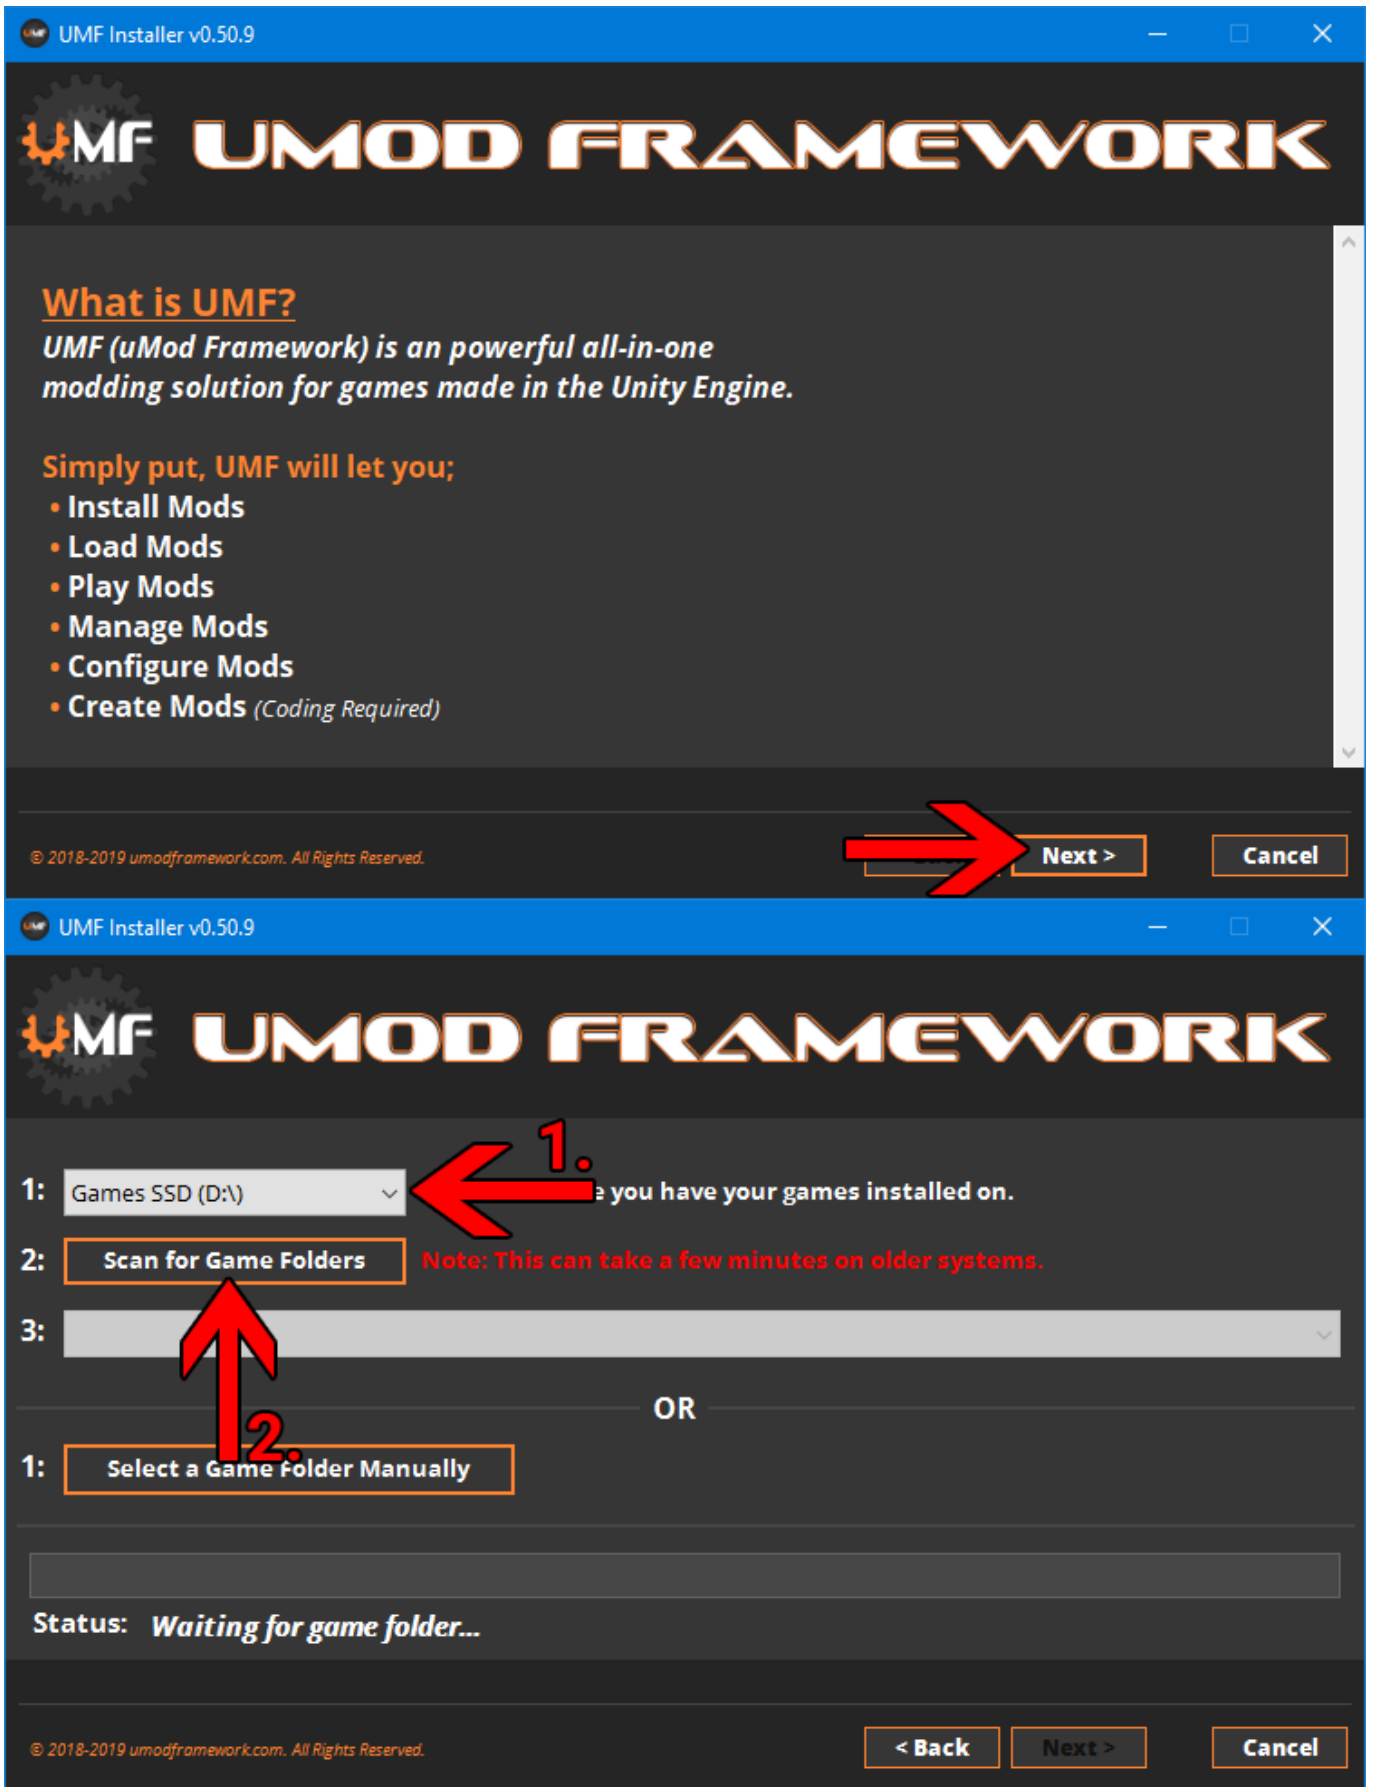 UMF Installer v0.50.9
UMF UMOD FRAMEWORK
What is UMF?
UMF (uMod Framework) is an powerful all-in-one
modding solution for games made in the Unity Engine.
Simply put, UMF will let you;
• Install Mods
• Load Mods
• Play Mods
• Manage Mods
• Configure Mods
• Create Mods (Coding Required)
© 2018-2019 umodframework.com. All Rights Reserved.
Next >
Cancel
UMF Installer v0.50.9
UMF UMOD FRAMEWORK
1.
1: Games SSD (D:\) you have your games installed on.
2: Scan for Game Folders Note: This can take a few minutes on older systems.
3:
OR
2.
1: Select a Game Folder Manually
Status: Waiting for game folder...
© 2018-2019 umodframework.com. All Rights Reserved.
< Back Next > Cancel